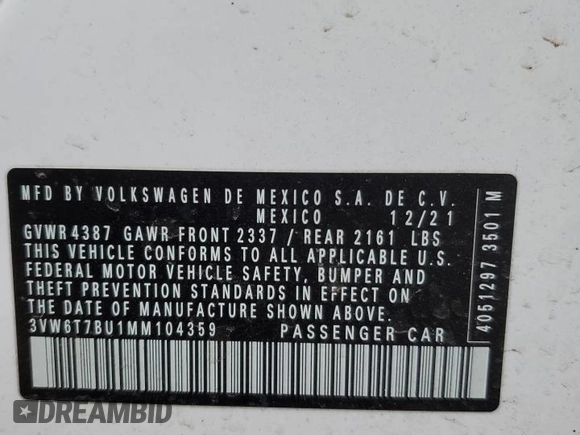 MFD BY VOLKSWAGEN DE MEXICO S.A. DE C.V.
MEXICO 12/21
GVWR 4387 GAWR FRONT 2337 / REAR 2161 LBS
THIS VEHICLE CONFORMS TO ALL APPLICABLE U.S.
FEDERAL MOTOR VEHICLE SAFETY, BUMPER AND
THEFT PREVENTION STANDARDS IN EFFECT ON
THE DATE OF MANUFACTURE SHOWN ABOVE.
3VW6T7BU1MM104359 PASSENGER CAR
4051297 3501 M
DREAMBID